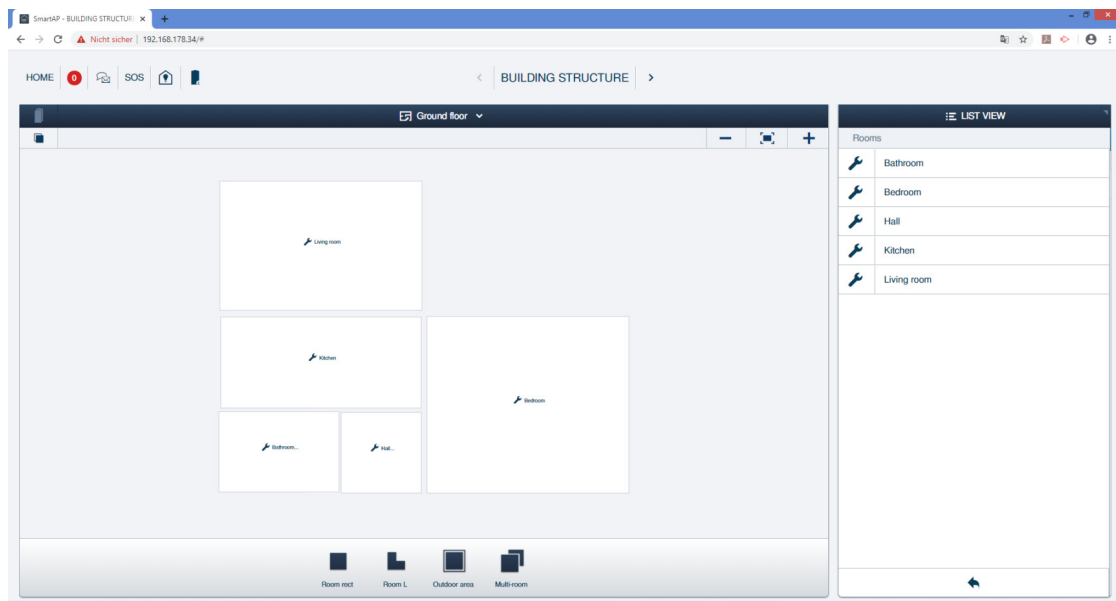 SmartAP - BUILDING STRUCTUR
Nicht sicher | 192.168.178.34/#
HOME 0 SOS BUILDING STRUCTURE
Ground floor
LIST VIEW
Rooms
Bathroom
Bedroom
Hall
Kitchen
Living room
Living room
Kitchen
Bedroom
Bathroom...
Hall...
Room rect Room L Outdoor area Multi-room